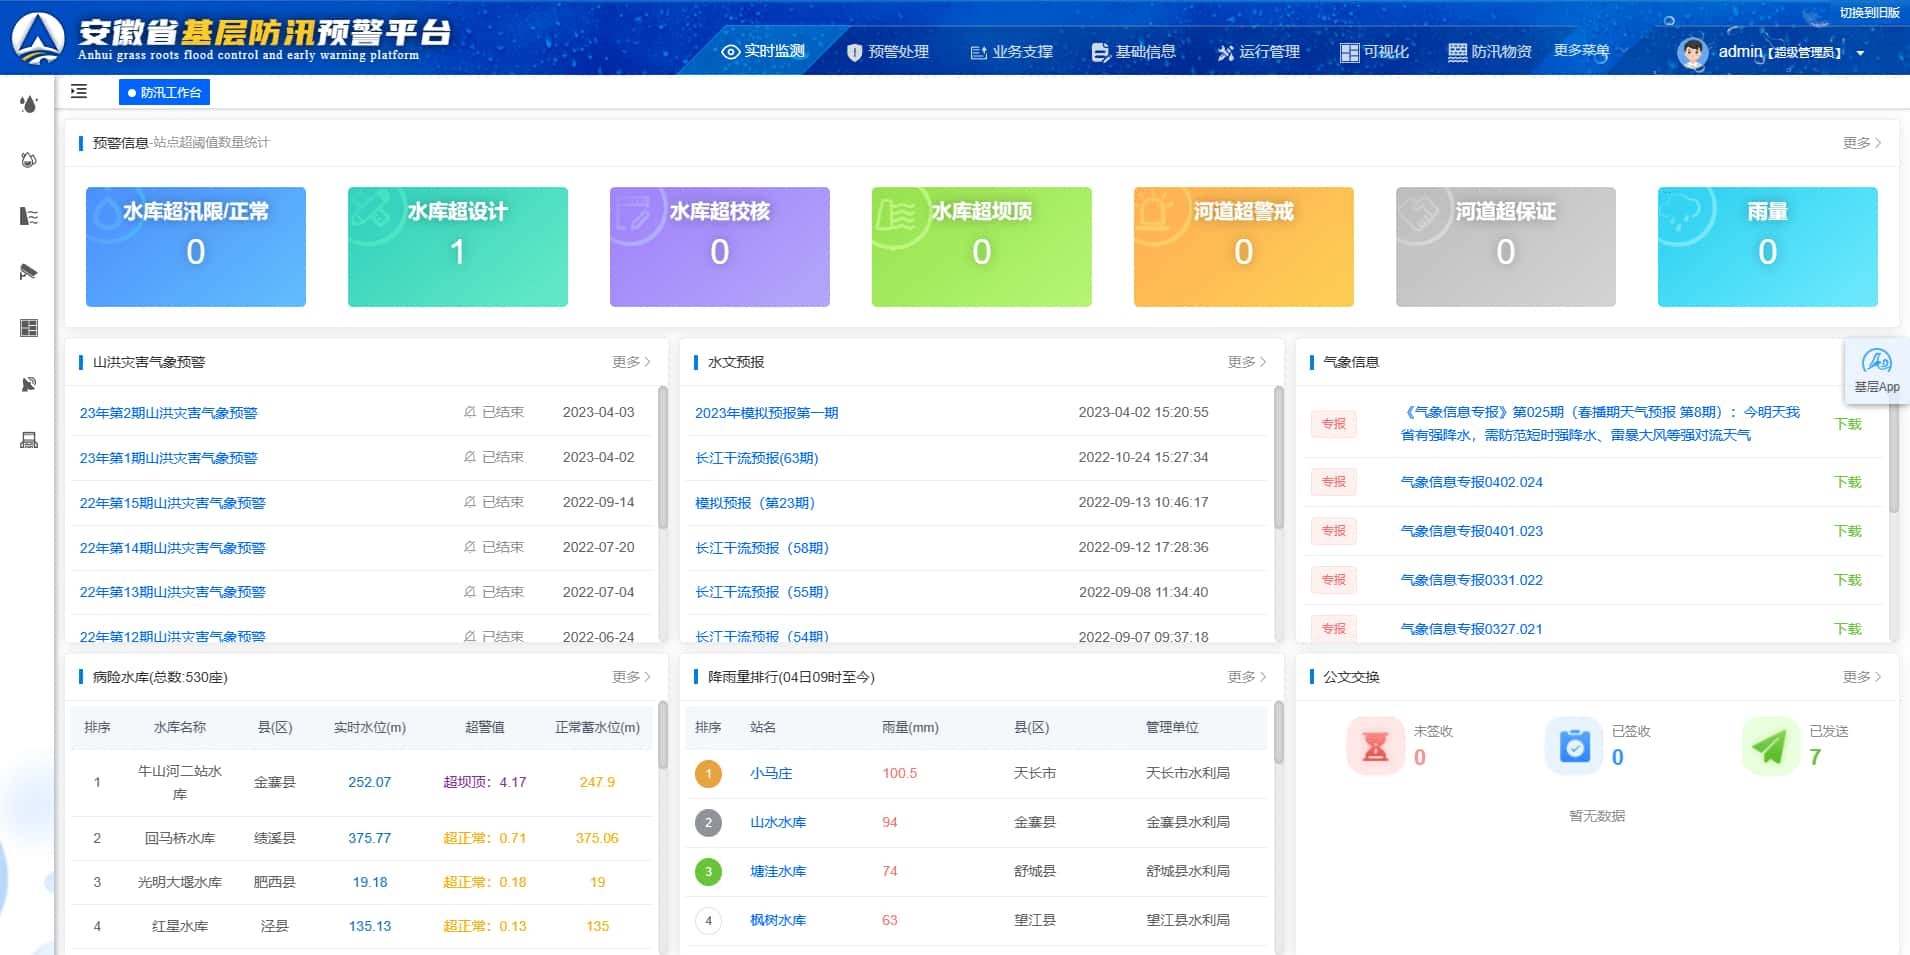 切换到旧版
安徽省基层防汛预警平台
Anhui grass roots flood control and early warning platform
实时监测 预警处理 业务支撑 基础信息 运行管理 可视化 防汛物资 更多菜单 admin【超级管理员】
防汛工作台
预警信息-站点超阈值数量统计 更多
水库超汛限/正常 水库超设计 水库超校核 水库超坝顶 河道超警戒 河道超保证 雨量
0 1 0 0 0 0 0
山洪灾害气象预警 更多
23年第2期山洪灾害气象预警 已结束 2023-04-03
23年第1期山洪灾害气象预警 已结束 2023-04-02
22年第15期山洪灾害气象预警 已结束 2022-09-14
22年第14期山洪灾害气象预警 已结束 2022-07-20
22年第13期山洪灾害气象预警 已结束 2022-07-04
22年第12期山洪灾害气象预警 已结束 2022-06-24
水文预报 更多
2023年模拟预报第一期 2023-04-02 15:20:55
长江干流预报(63期) 2022-10-24 15:27:34
模拟预报（第23期） 2022-09-13 10:46:17
长江干流预报（58期） 2022-09-12 17:28:36
长江干流预报（55期） 2022-09-08 11:34:40
长江干流预报（54期） 2022-09-07 09:37:18
气象信息
基层App
专报 《气象信息专报》第025期（春播期天气预报 第8期）：今明天我 下载
省有强降水，需防范短时强降水、雷暴大风等强对流天气
专报 气象信息专报0402.024 下载
专报 气象信息专报0401.023 下载
专报 气象信息专报0331.022 下载
专报 气象信息专报0327.021 下载
病险水库(总数:530座) 更多
排序 水库名称 县(区) 实时水位(m) 超警值 正常蓄水位(m)
1 牛山河二站水 金寨县 252.07 超坝顶：4.17 247.9
库
2 回马桥水库 绩溪县 375.77 超正常：0.71 375.06
3 光明大堰水库 肥西县 19.18 超正常：0.18 19
4 红星水库 泾县 135.13 超正常：0.13 135
降雨量排行(04日09时至今) 更多
排序 站名 雨量(mm) 县(区) 管理单位
1 小马庄 100.5 天长市 天长市水利局
2 山水水库 94 金寨县 金寨县水利局
3 塘洼水库 74 舒城县 舒城县水利局
4 枫树水库 63 望江县 望江县水利局
公文交换 更多
未签收 已签收 已发送
0 0 7
暂无数据